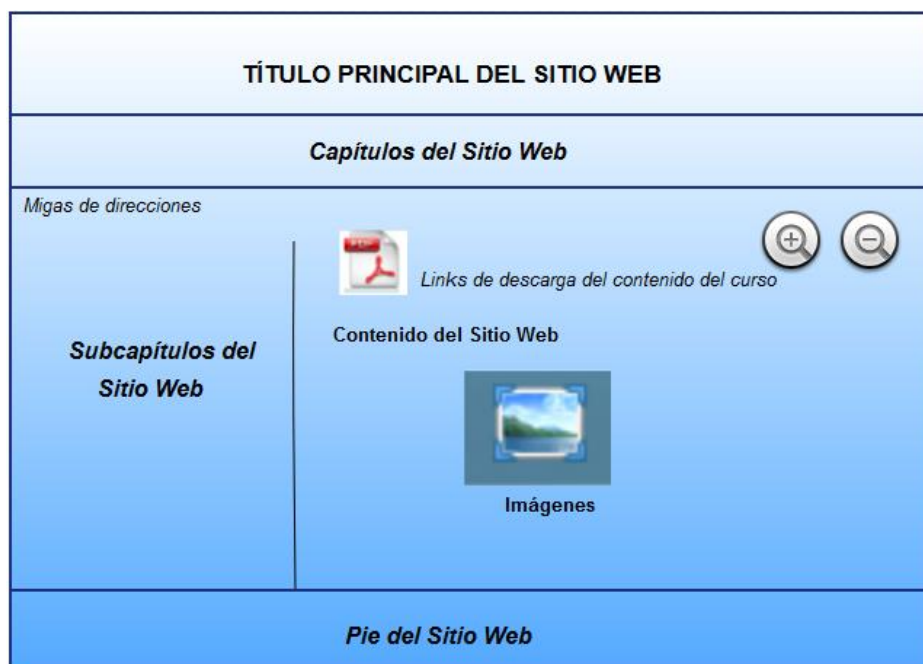 TÍTULO PRINCIPAL DEL SITIO WEB
Capítulos del Sitio Web
Migas de direcciones
PDF
Links de descarga del contenido del curso
Contenido del Sitio Web
Subcapítulos del
Sitio Web
Imágenes
Pie del Sitio Web